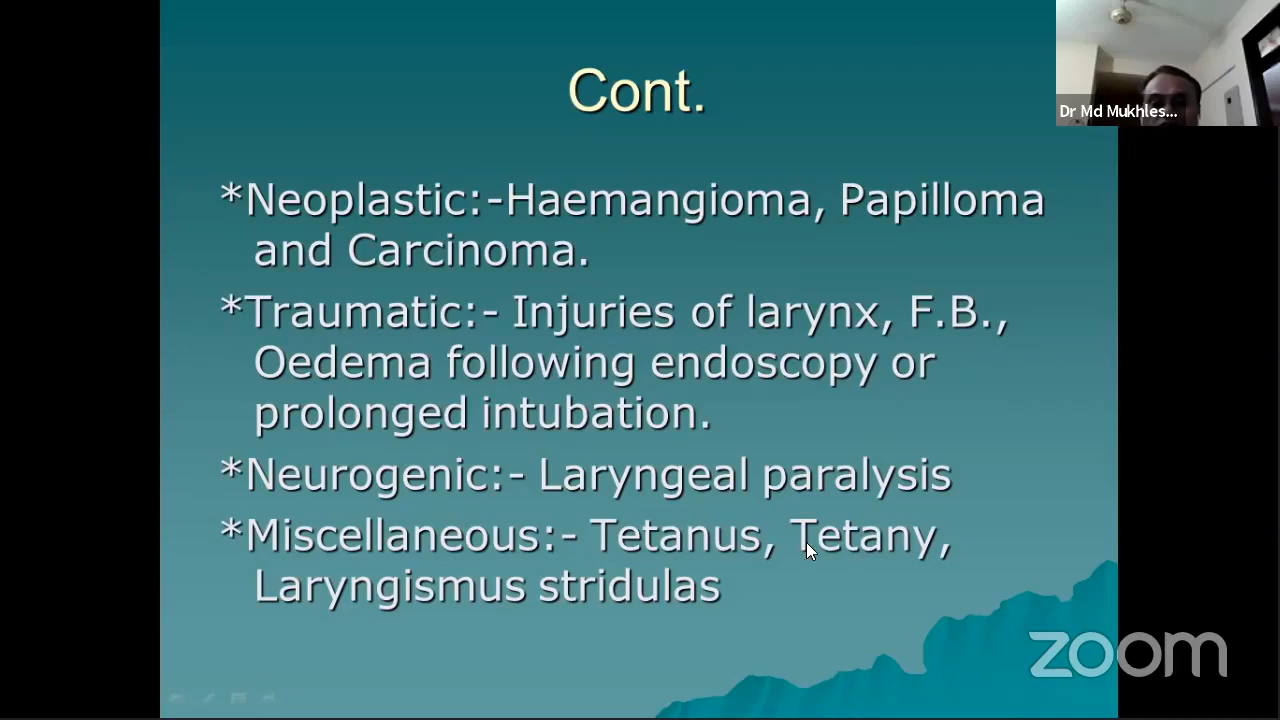 Cont.
Dr Md Mukhles...
*Neoplastic:-Haemangioma, Papilloma
and Carcinoma.
*Traumatic:- Injuries of larynx, F.B.,
Oedema following endoscopy or
prolonged intubation.
*Neurogenic:- Laryngeal paralysis
*Miscellaneous:- Tetanus, Tetany,
Laryngismus stridulas
zoom